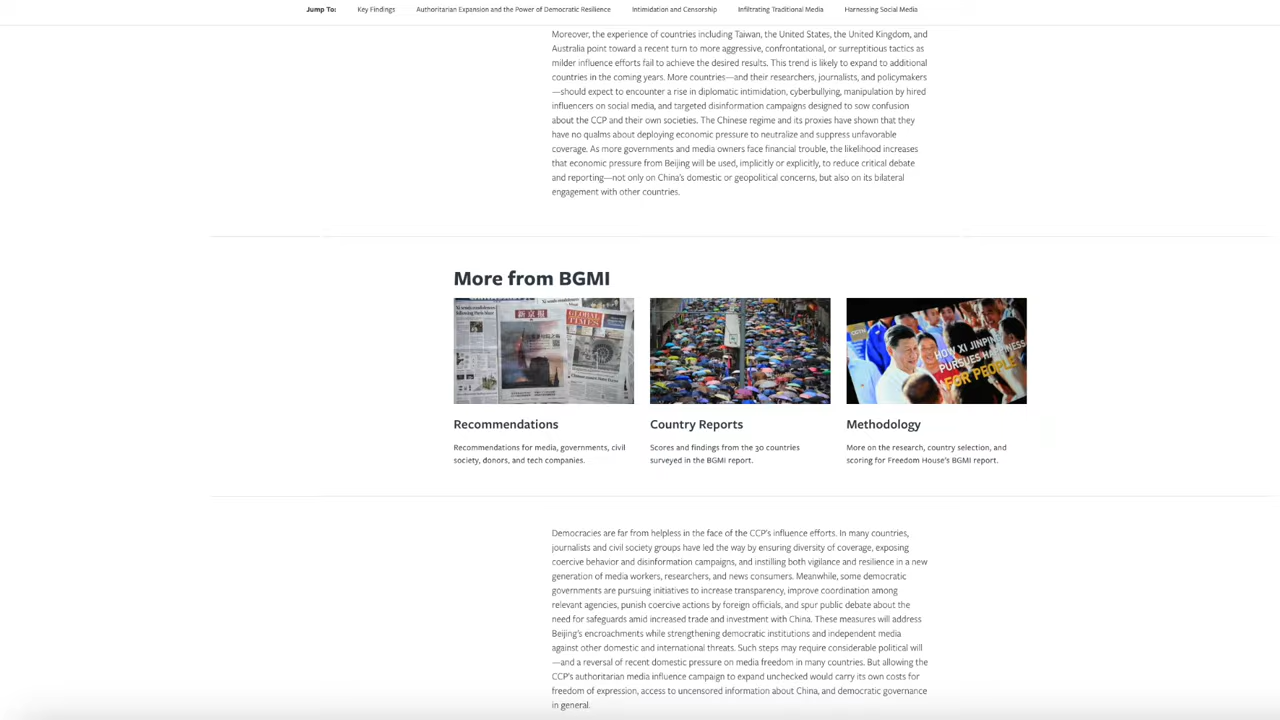 Jump To: Key Findings Authoritarian Expansion and the Power of Democratic Resilience Intimidation and Censorship Infiltrating Traditional Media Harnessing Social Media
Moreover, the experience of countries including Taiwan, the United States, the United Kingdom, and
Australia point toward a recent turn to more aggressive, confrontational, or surreptitious tactics as
milder influence efforts fail to achieve the desired results. This trend is likely to expand to additional
countries in the coming years. More countries—and their researchers, journalists, and policymakers
—should expect to encounter a rise in diplomatic intimidation, cyberbullying, manipulation by hired
influencers on social media, and targeted disinformation campaigns designed to sow confusion
about the CCP and their own societies. The Chinese regime and its proxies have shown that they
have no qualms about deploying economic pressure to neutralize and suppress unfavorable
coverage. As more governments and media owners face financial trouble, the likelihood increases
that economic pressure from Beijing will be used, implicitly or explicitly, to reduce critical debate
and reporting—not only on China's domestic or geopolitical concerns, but also on its bilateral
engagement with other countries.
More from BGMI
新京报
GLOBAL TIMES
CGTN
HOW XI JINPING
PURSUES HAPPINESS
FOR PEOPLE
Recommendations
Recommendations for media, governments, civil
society, donors, and tech companies.
Country Reports
Scores and findings from the 30 countries
surveyed in the BGMI report.
Methodology
More on the research, country selection, and
scoring for Freedom House's BGMI report.
Democracies are far from helpless in the face of the CCP's influence efforts. In many countries,
journalists and civil society groups have led the way by ensuring diversity of coverage, exposing
coercive behavior and disinformation campaigns, and instilling both vigilance and resilience in a new
generation of media workers, researchers, and news consumers. Meanwhile, some democratic
governments are pursuing initiatives to increase transparency, improve coordination among
relevant agencies, punish coercive actions by foreign officials, and spur public debate about the
need for safeguards amid increased trade and investment with China. These measures will address
Beijing's encroachments while strengthening democratic institutions and independent media
against other domestic and international threats. Such steps may require considerable political will
—and a reversal of recent domestic pressure on media freedom in many countries. But allowing the
CCP's authoritarian media influence campaign to expand unchecked would carry its own costs for
freedom of expression, access to uncensored information about China, and democratic governance
in general.